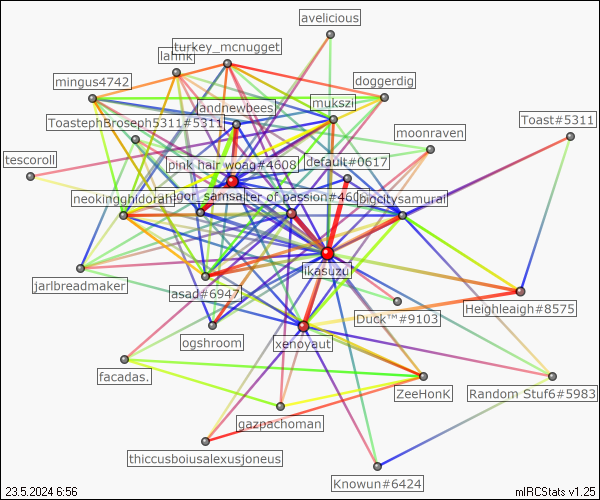 avelicious
turkey_mcnugget
lahnk
mingus4742
doggerdig
andnewbees
mukszi
ToastephBroseph5311#5311
Toast#5311
moonraven
tescoroll
pink hair woag#4608
default#0617
neokingghidorah
gor_samsa
ter of passion#460
bigcitysamurai
ikasuzu
jarlbreadmaker
asad#6947
Heighleaigh#8575
Duck™#9103
ogshroom
xenoyaut
facadas.
ZeeHonK
Random Stuf6#5983
gazpachoman
thiccusboiusalexusjoneus
Knowun#6424
23.5.2024 6:56
mIRCStats v1.25